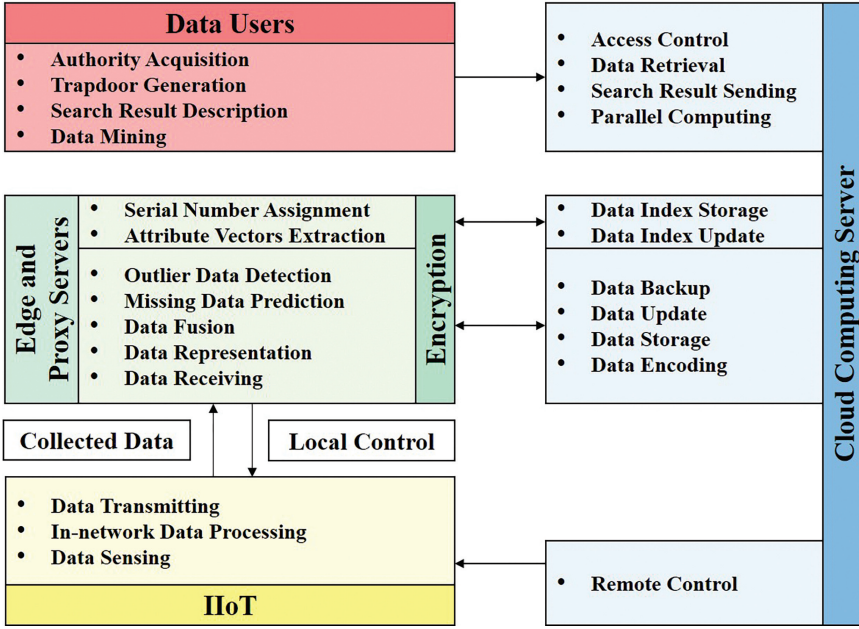 Data Users
• Authority Acquisition
• Trapdoor Generation
• Search Result Description
• Data Mining
• Access Control
• Data Retrieval
• Search Result Sending
• Parallel Computing
Cloud Computing Server
Edge and
Proxy Servers
• Serial Number Assignment
• Attribute Vectors Extraction
• Outlier Data Detection
• Missing Data Prediction
• Data Fusion
• Data Representation
• Data Receiving
Encryption
• Data Index Storage
• Data Index Update
• Data Backup
• Data Update
• Data Storage
• Data Encoding
Collected Data
Local Control
• Data Transmitting
• In-network Data Processing
• Data Sensing
IIoT
• Remote Control